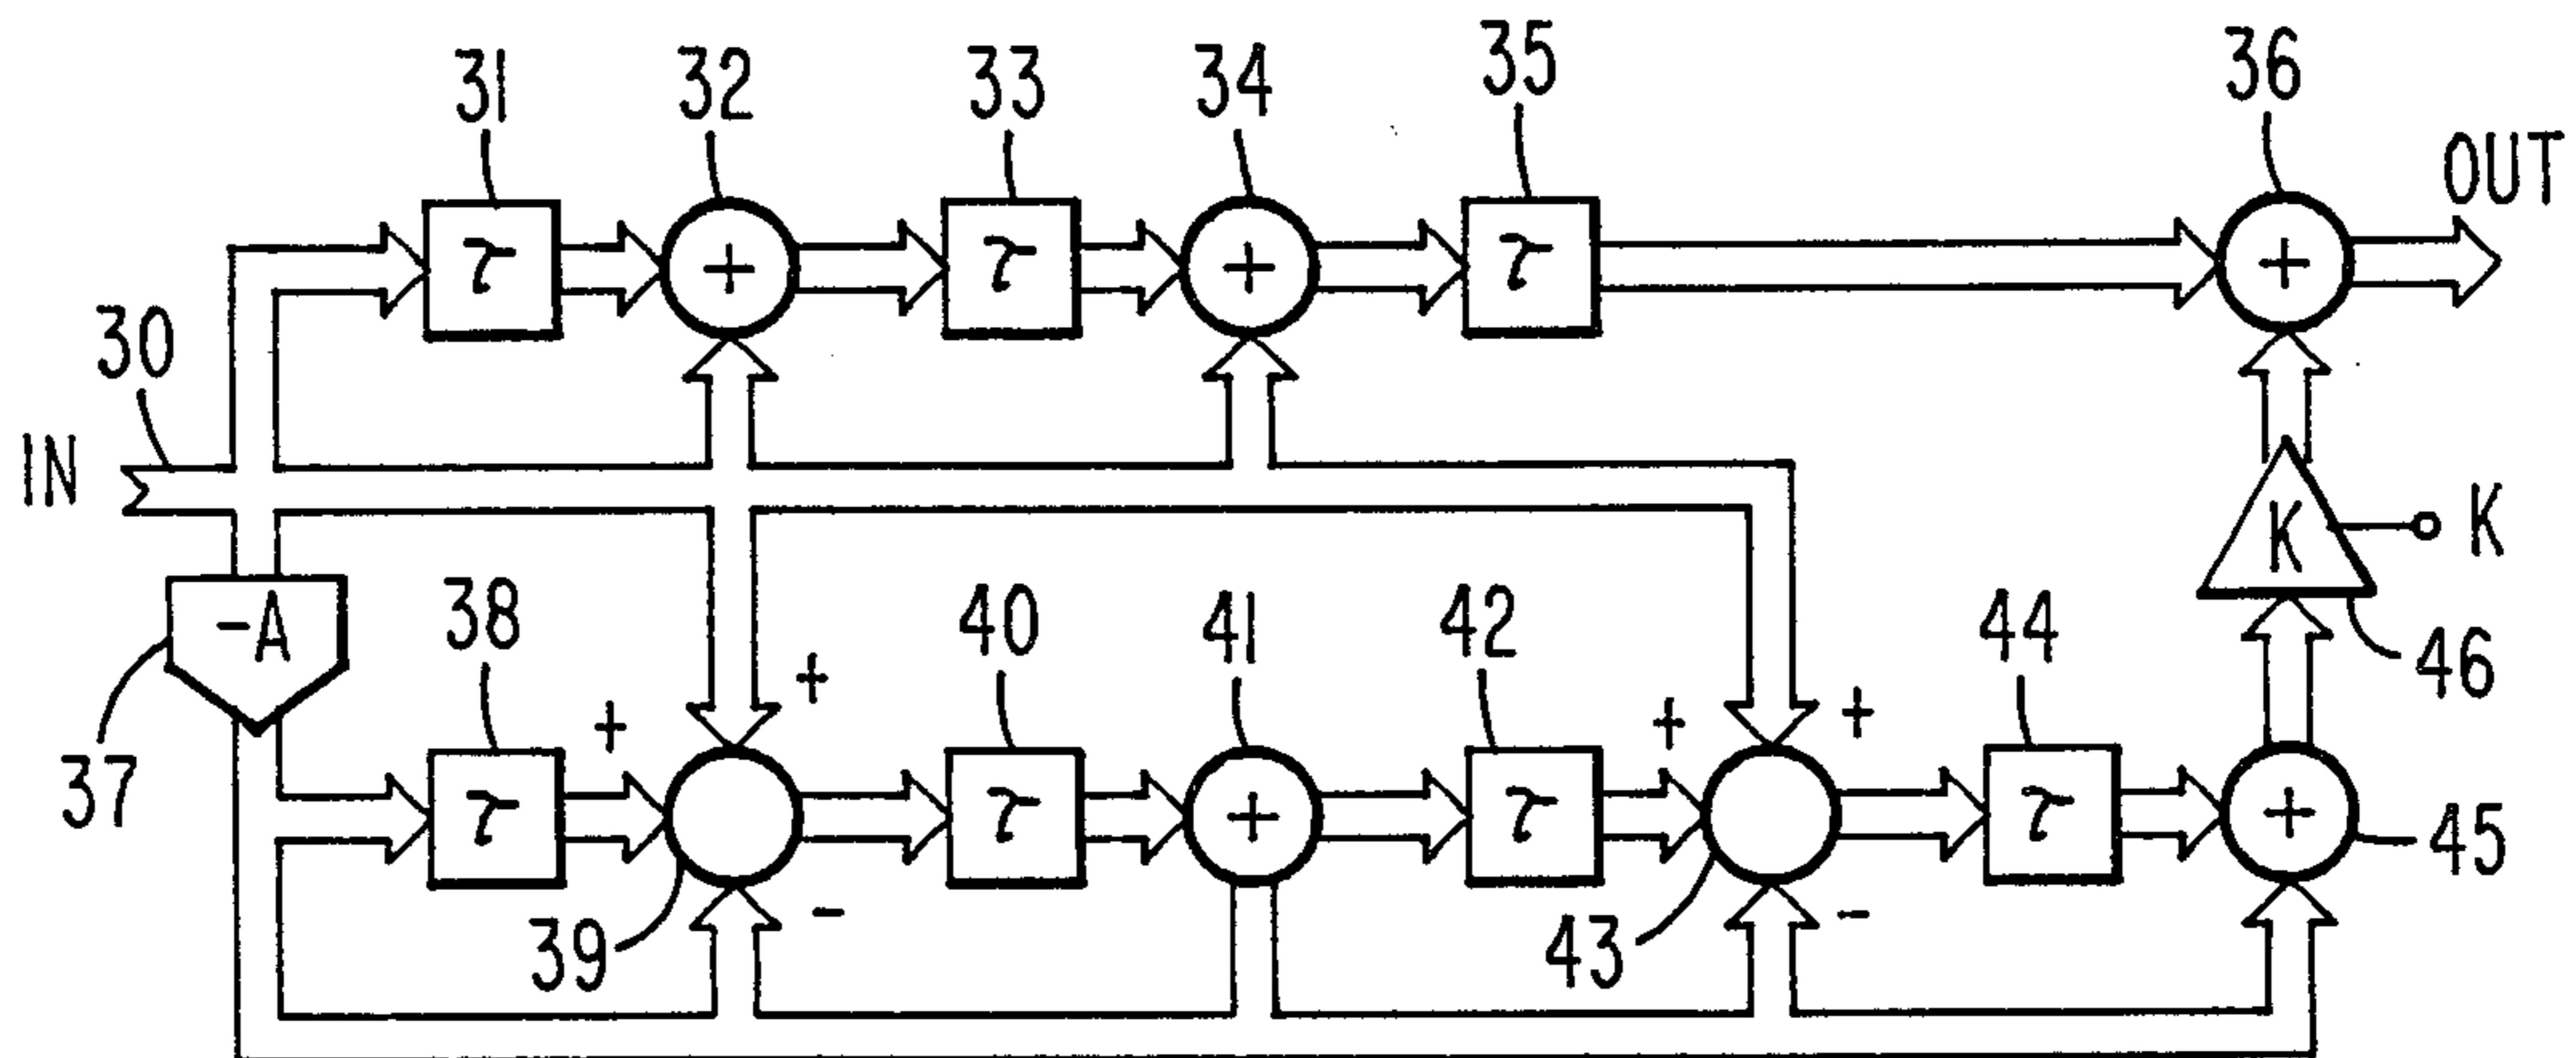 31 32 33 34 35 36
OUT
τ + τ + τ +
30
IN
K K
-A
37 38 39 40 41 42 43 44 45 46
+ + + +
τ τ + τ τ +
- -